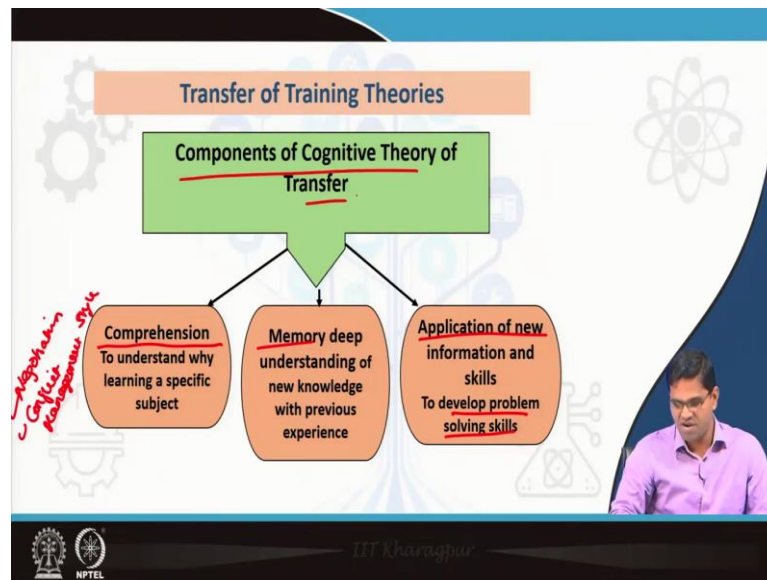 Transfer of Training Theories
Components of Cognitive Theory of
Transfer
Comprehension
To understand why
learning a specific
subject
Memory deep
understanding of
new knowledge
with previous
experience
Application of new
information and
skills
To develop problem
solving skills
Negotiation
Conflict
Management Style
NPTEL
IIT Kharagpur